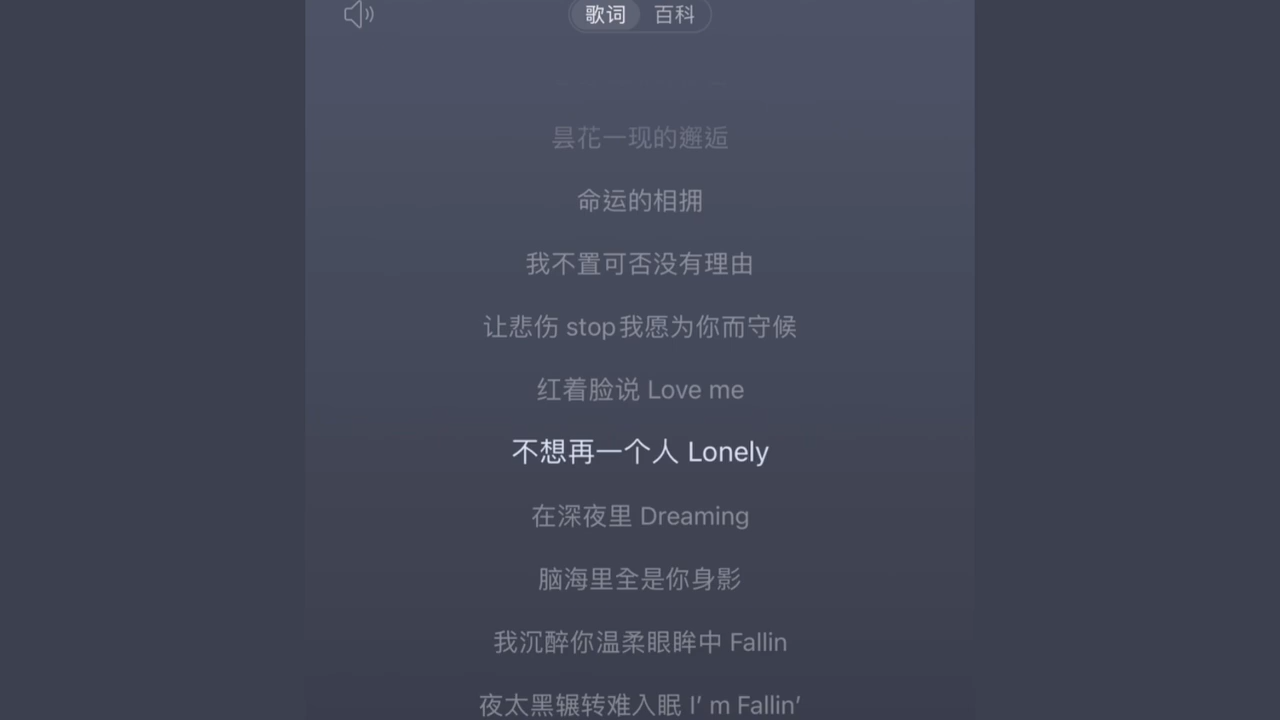 歌词 百科
昙花一现的邂逅
命运的相拥
我不置可否没有理由
让悲伤 stop我愿为你而守候
红着脸说 Love me
不想再一个人 Lonely
在深夜里 Dreaming
脑海里全是你身影
我沉醉你温柔眼眸中 Fallin
夜太黑辗转难入眠 I’ m Fallin’